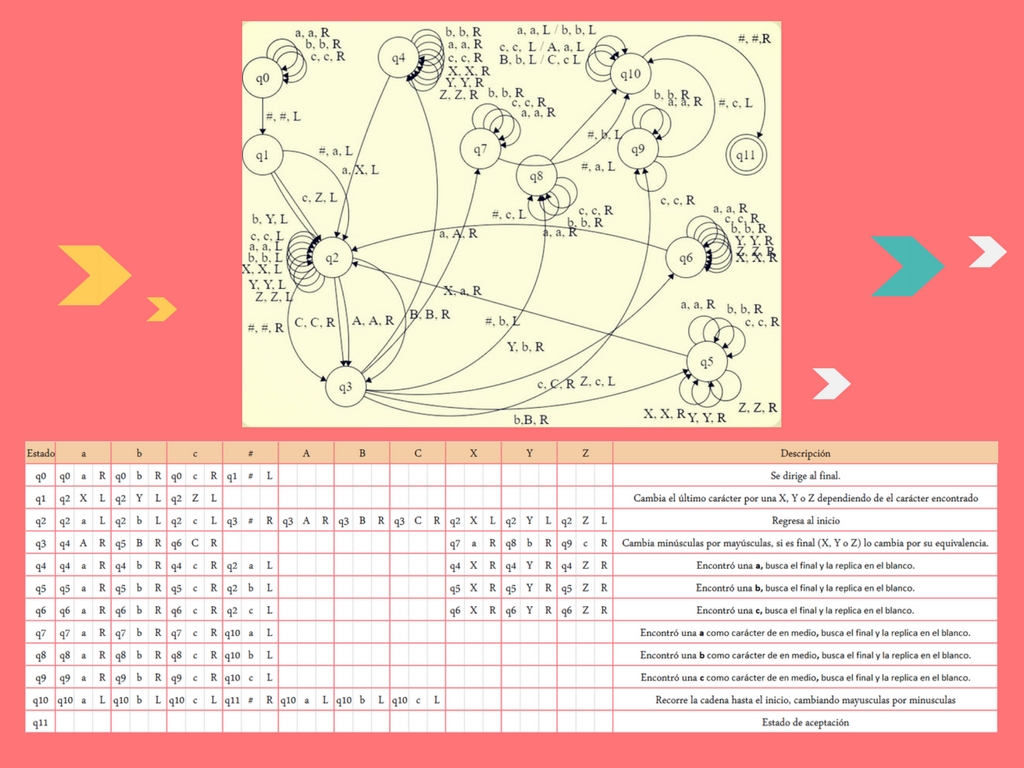 a, a, R
b, b, R
c, c, R
q0
#, #, L
q1
#, a, L
a, X, L
c, Z, L
b, Y, L
q4
b, b, R
a, a, R
c, c, R
X, X, R
Y, Y, R
Z, Z, R
a, a, L / b, b, L
c, c, L / A, a, L
B, b, L / C, c L
q10
#, #,R
b, b, R
c, c, R
a, a, R
q7
b, b, R
a, a, R
#, c, L
q9
q11
#, b, L
#, a, L
q8
c, c, R
b, b, R
a, a, R
#, c, L
c, c, R
c, c, L
a, a, L
b, b, L
X, X, L
Y, Y, L
Z, Z, L
q2
a, A, R
q6
a, a, R
c, c, R
b, b, R
Y, Y, R
Z, Z, R
X, X, R
X, a, R
#, #, R
C, C, R
A, A, R
B, B, R
#, b, L
Y, b, R
a, a, R
b, b, R
c, c, R
q5
q3
c, C, R
Z, c, L
b,B, R
X, X, R
Y, Y, R
Z, Z, R
Estado a b c # A B C X Y Z Descripción
q0 q0 a R q0 b R q0 c R q1 # L Se dirige al final.
q1 q2 X L q2 Y L q2 Z L Cambia el último carácter por una X, Y o Z dependiendo de el carácter encontrado
q2 q2 a L q2 b L q2 c L q3 # R q3 A R q3 B R q3 C R q2 X L q2 Y L q2 Z L Regresa al inicio
q3 q4 A R q5 B R q6 C R q7 a R q8 b R q9 c R Cambia minúsculas por mayúsculas, si es final (X, Y o Z) lo cambia por su equivalencia.
q4 q4 a R q4 b R q4 c R q2 a L q4 X R q4 Y R q4 Z R Encontró una a, busca el final y la replica en el blanco.
q5 q5 a R q5 b R q5 c R q2 b L q5 X R q5 Y R q5 Z R Encontró una b, busca el final y la replica en el blanco.
q6 q6 a R q6 b R q6 c R q2 c L q6 X R q6 Y R q6 Z R Encontró una c, busca el final y la replica en el blanco.
q7 q7 a R q7 b R q7 c R q10 a L Encontró una a como carácter de en medio, busca el final y la replica en el blanco.
q8 q8 a R q8 b R q8 c R q10 b L Encontró una b como carácter de en medio, busca el final y la replica en el blanco.
q9 q9 a R q9 b R q9 c R q10 c L Encontró una c como carácter de en medio, busca el final y la replica en el blanco.
q10 q10 a L q10 b L q10 c L q11 # R q10 a L q10 b L q10 c L Recorre la cadena hasta el inicio, cambiando mayusculas por minusculas
q11 Estado de aceptación